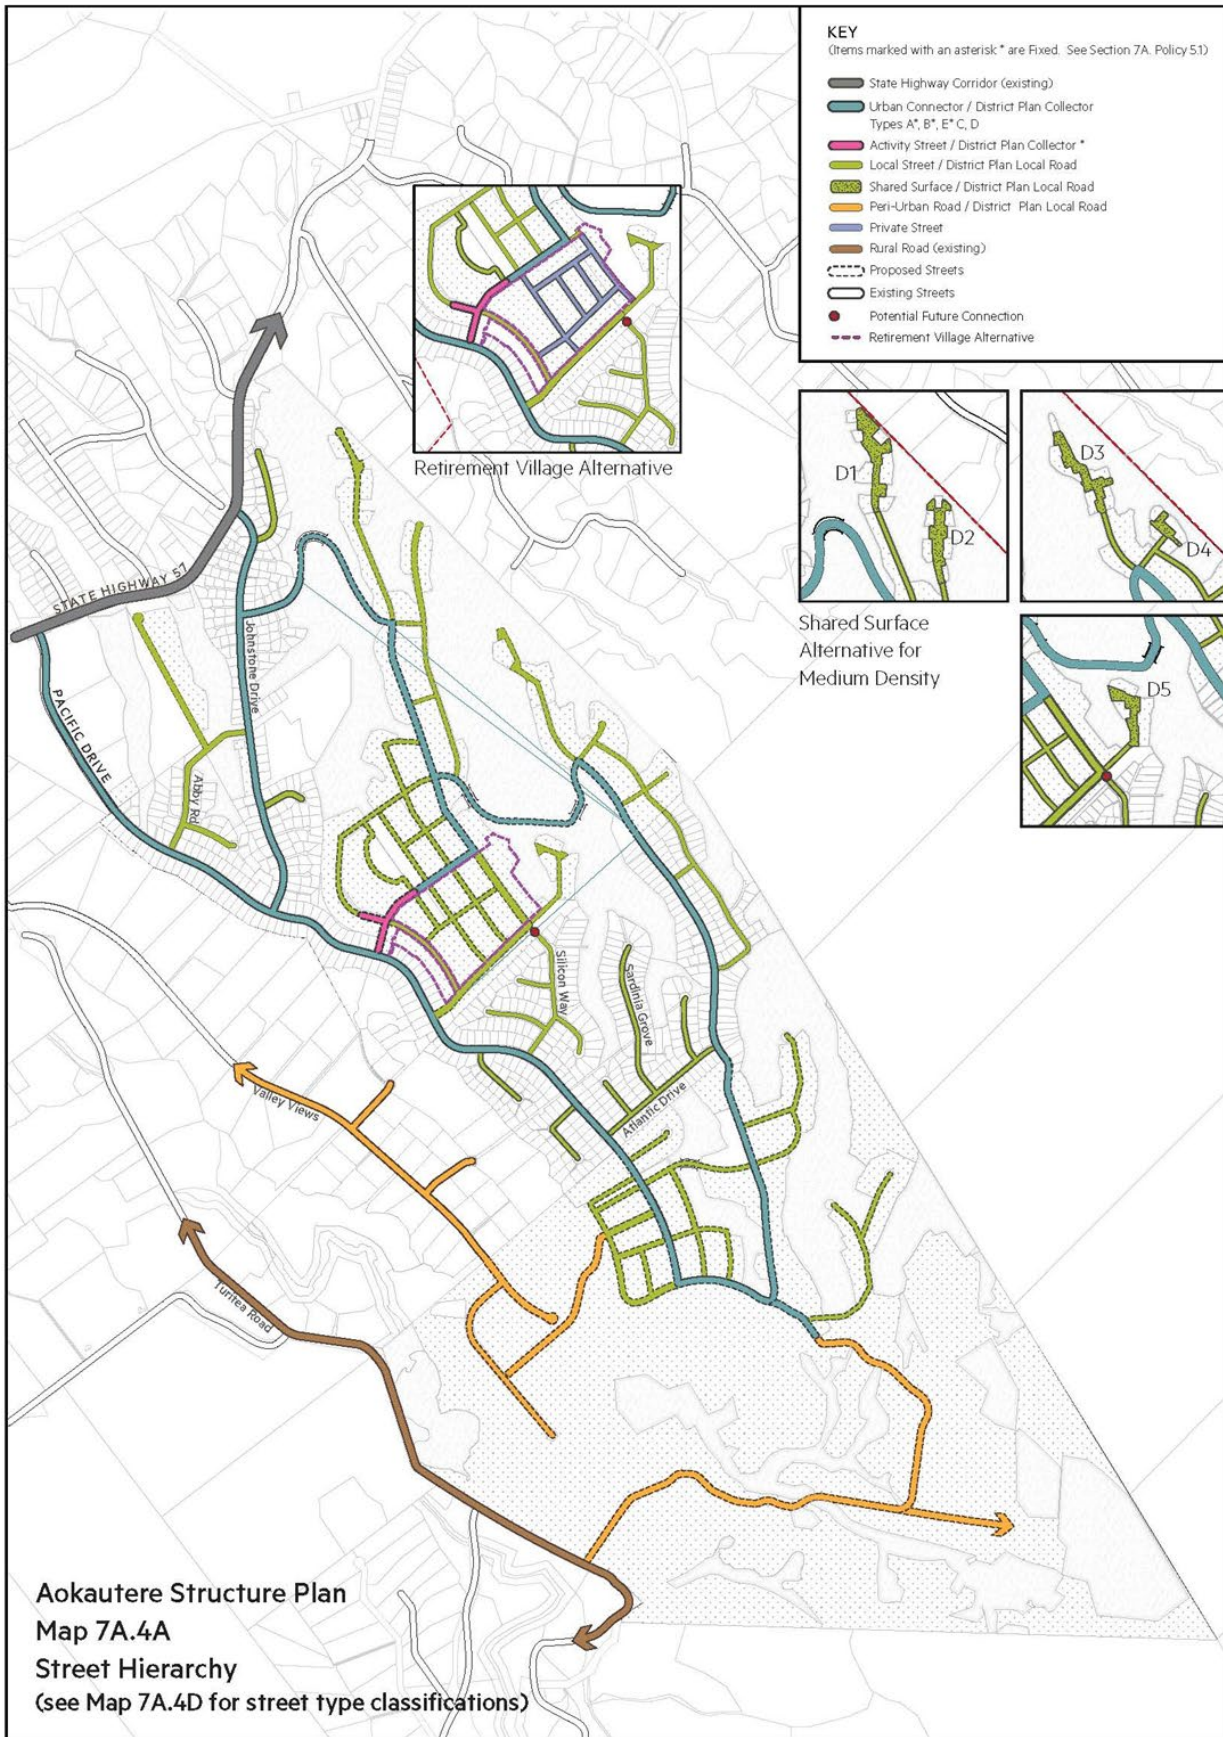 KEY
(Items marked with an asterisk * are Fixed. See Section 7A. Policy 5.1)
State Highway Corridor (existing)
Urban Connector / District Plan Collector
Types A*, B*, E* C, D
Activity Street / District Plan Collector *
Local Street / District Plan Local Road
Shared Surface / District Plan Local Road
Peri-Urban Road / District Plan Local Road
Private Street
Rural Road (existing)
Proposed Streets
Existing Streets
Potential Future Connection
Retirement Village Alternative
Retirement Village Alternative
D1
D2
D3
D4
Shared Surface
Alternative for
Medium Density
D5
STATE HIGHWAY 57
Johnstone Drive
PACIFIC DRIVE
Abby Rd
Silicon Way
Sardinia Grove
Atlantic Drive
Valley Views
Turitea Road
Aokautere Structure Plan
Map 7A.4A
Street Hierarchy
(see Map 7A.4D for street type classifications)